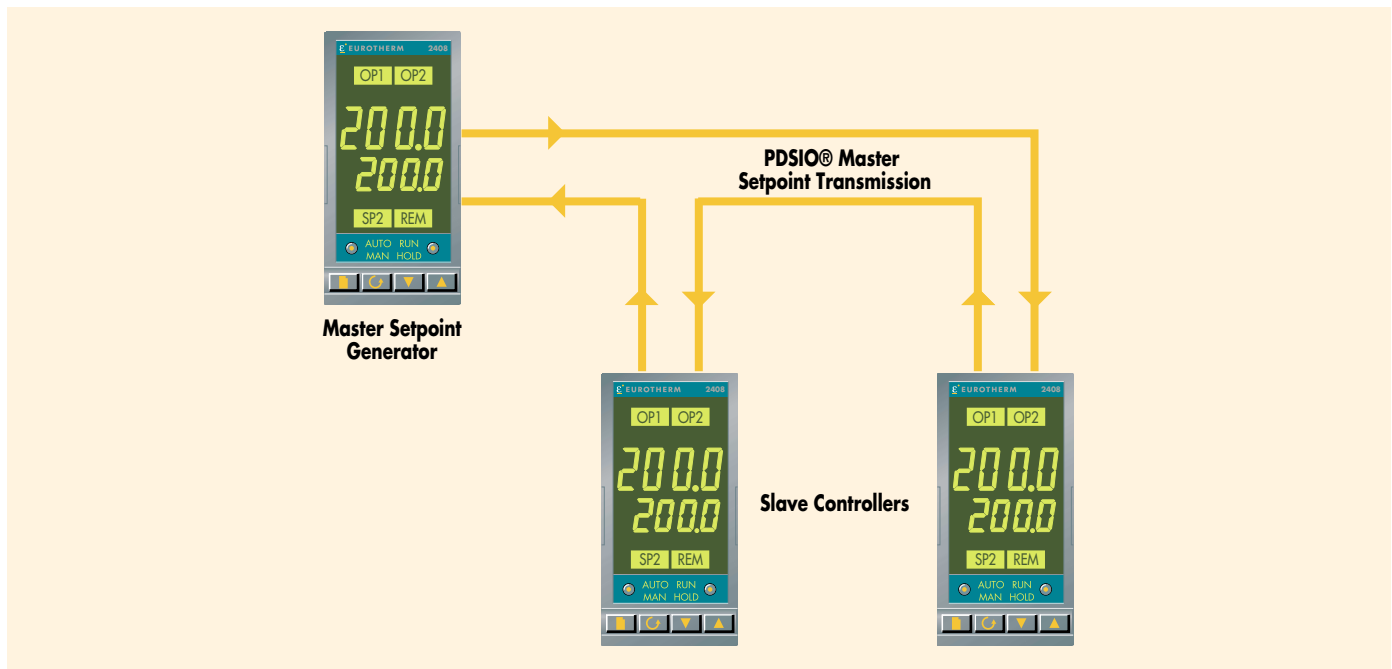 EUROTHERM 2408
OP1 OP2
200.0
200.0
SP2 REM
AUTO RUN
MAN HOLD
Master Setpoint
Generator
PDSIO® Master
Setpoint Transmission
EUROTHERM 2408
OP1 OP2
200.0
200.0
SP2 REM
AUTO RUN
MAN HOLD
Slave Controllers
EUROTHERM 2408
OP1 OP2
200.0
200.0
SP2 REM
AUTO RUN
MAN HOLD